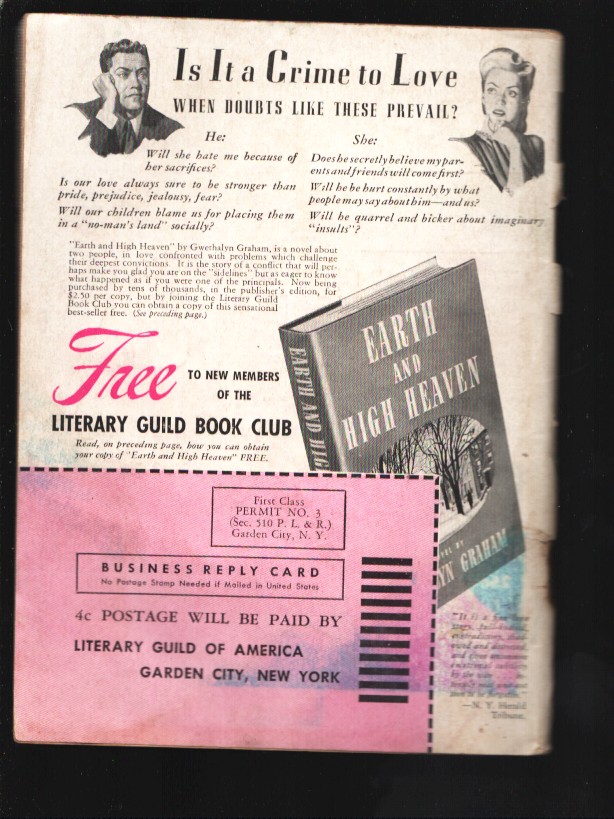 Is It a Crime to Love
WHEN DOUBTS LIKE THESE PREVAIL?
He:
Will she hate me because of
her sacrifices?
Is our love always sure to be stronger than
pride, prejudice, jealousy, fear?
Will our children blame us for placing them
in a "no-man's land" socially?
She:
Does he secretly believe my par-
ents and friends will come first?
Will he be hurt constantly by what
people may say about him—and us?
Will he quarrel and bicker about imaginary
"insults"?
"Earth and High Heaven" by Gwethalyn Graham, is a novel about
two people, in love confronted with problems which challenge
their deepest convictions. It is the story of a conflict that will per-
haps make you glad you are on the "sidelines" but as eager to know
what happened as if you were one of the principals. Now being
purchased by tens of thousands, in the publisher's edition, for
$2.50 per copy, but by joining the Literary Guild
Book Club you can obtain a copy of this sensational
best-seller free. (See preceding page.)
Free TO NEW MEMBERS
OF THE
LITERARY GUILD BOOK CLUB
Read, on preceding page, how you can obtain
your copy of "Earth and High Heaven" FREE.
EARTH
AND
HIGH HEAVEN
EARTH AND HIG
BY
YN GRAHAM
First Class
PERMIT NO. 3
(Sec. 510 P. L. & R.)
Garden City, N. Y.
BUSINESS REPLY CARD
No Postage Stamp Needed if Mailed in United States
4c POSTAGE WILL BE PAID BY
LITERARY GUILD OF AMERICA
GARDEN CITY, NEW YORK
"It is a
—N. Y. Herald
Tribune.